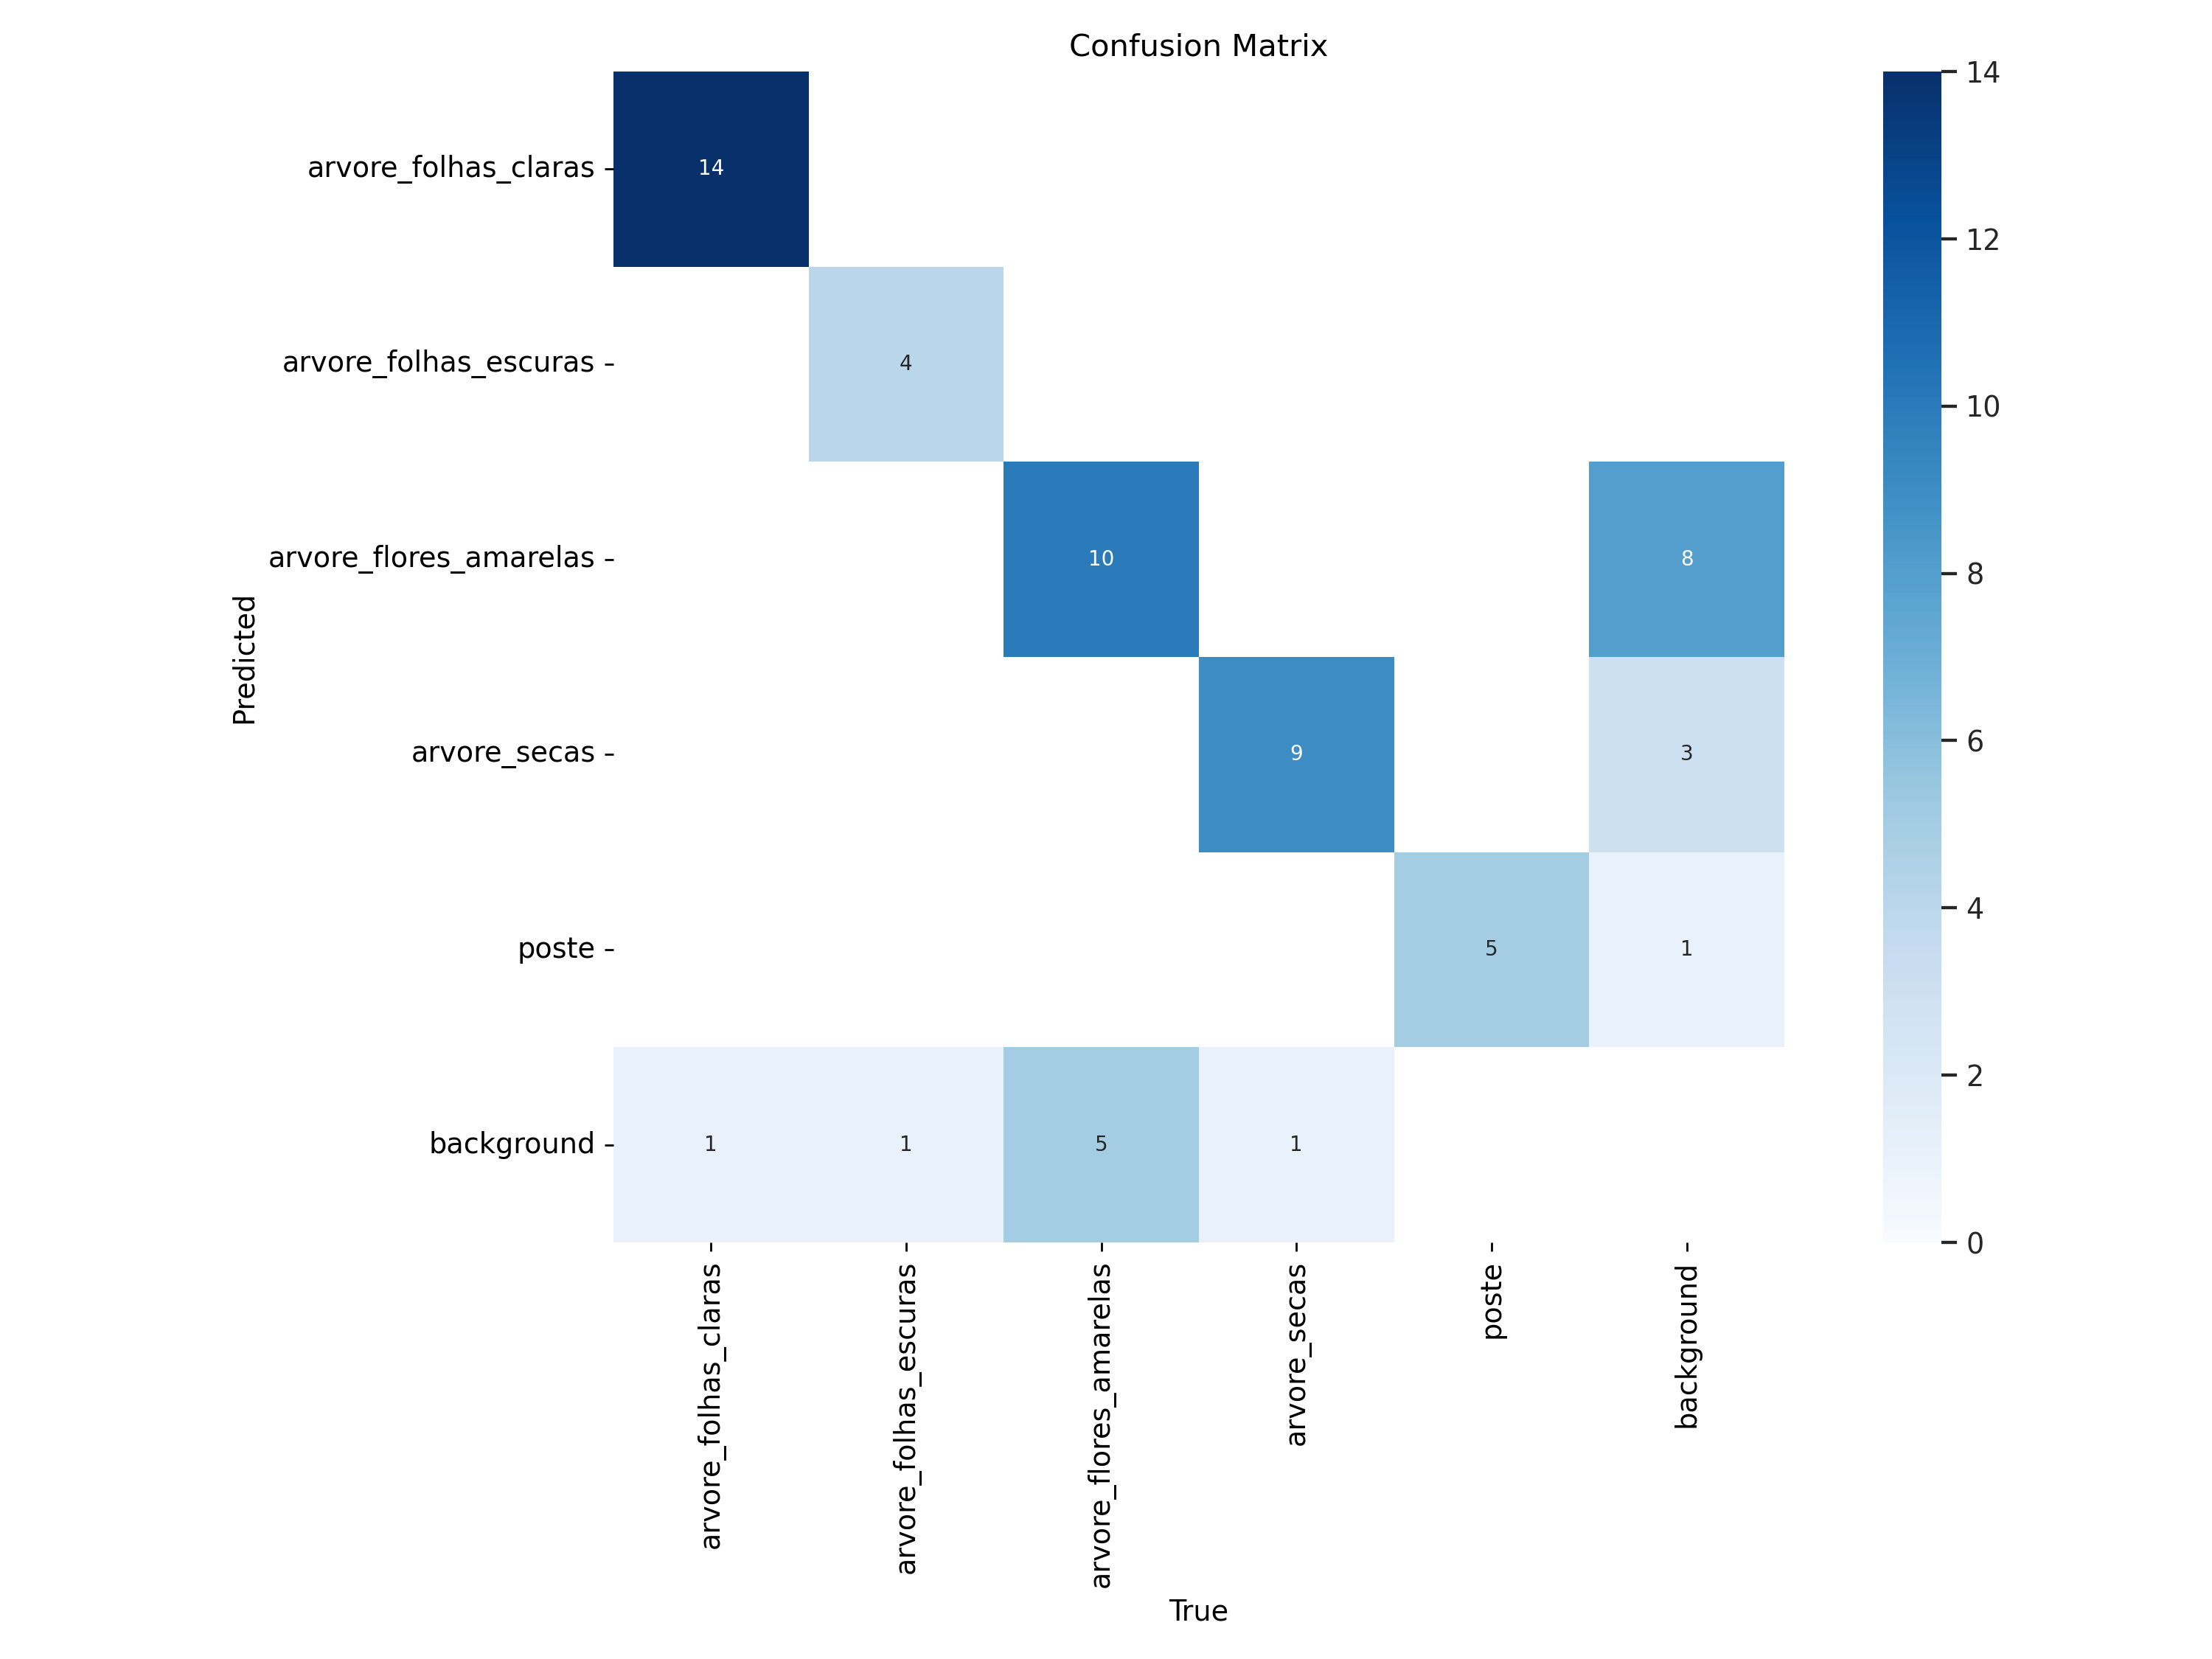 Confusion Matrix
arvore_folhas_claras
14
arvore_folhas_escuras
4
arvore_flores_amarelas
10
8
arvore_secas
9
3
poste
5
1
background
1
1
5
1
Predicted
arvore_folhas_claras
arvore_folhas_escuras
arvore_flores_amarelas
arvore_secas
poste
background
True
14
12
10
8
6
4
2
0